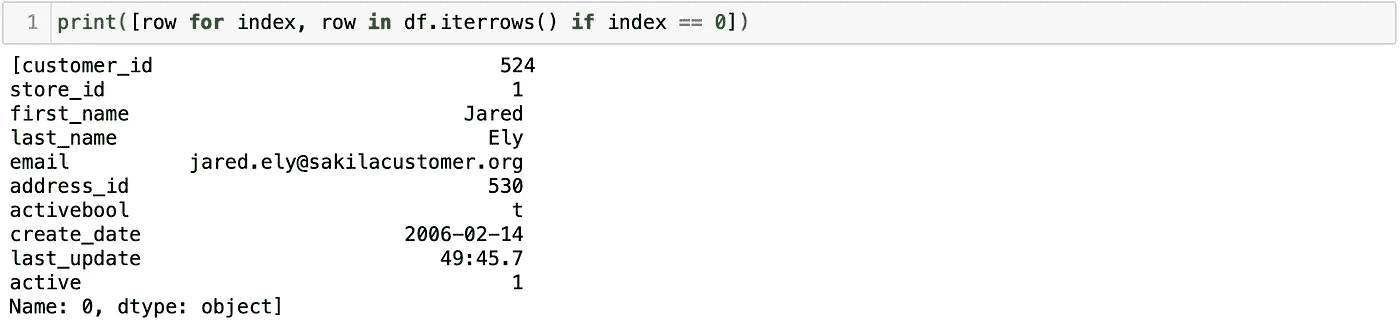 1 print([row for index, row in df.iterrows() if index == 0])
[customer_id 524
store_id 1
first_name Jared
last_name Ely
email jared.ely@sakilacustomer.org
address_id 530
activebool t
create_date 2006-02-14
last_update 49:45.7
active 1
Name: 0, dtype: object]